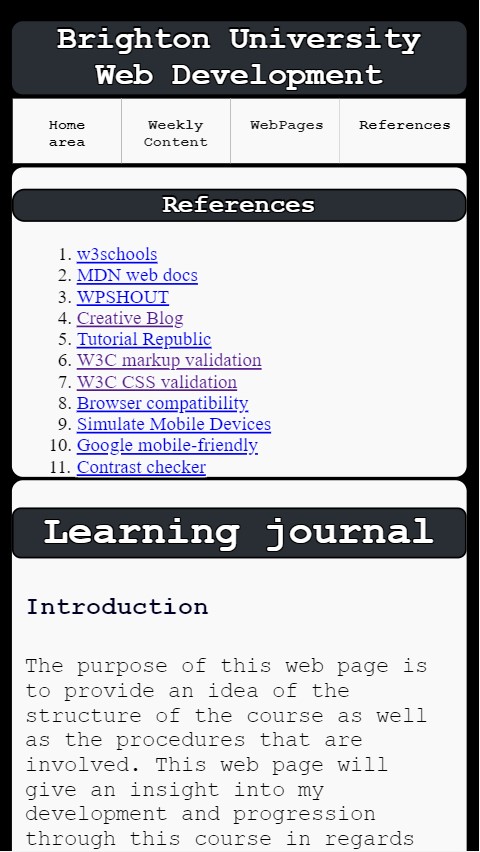 Brighton University
Web Development
Home
area
Weekly
Content
WebPages
References
References
1. w3schools
2. MDN web docs
3. WPSHOUT
4. Creative Blog
5. Tutorial Republic
6. W3C markup validation
7. W3C CSS validation
8. Browser compatibility
9. Simulate Mobile Devices
10. Google mobile-friendly
11. Contrast checker
Learning journal
Introduction
The purpose of this web page is
to provide an idea of the
structure of the course as well
as the procedures that are
involved. This web page will
give an insight into my
development and progression
through this course in regards